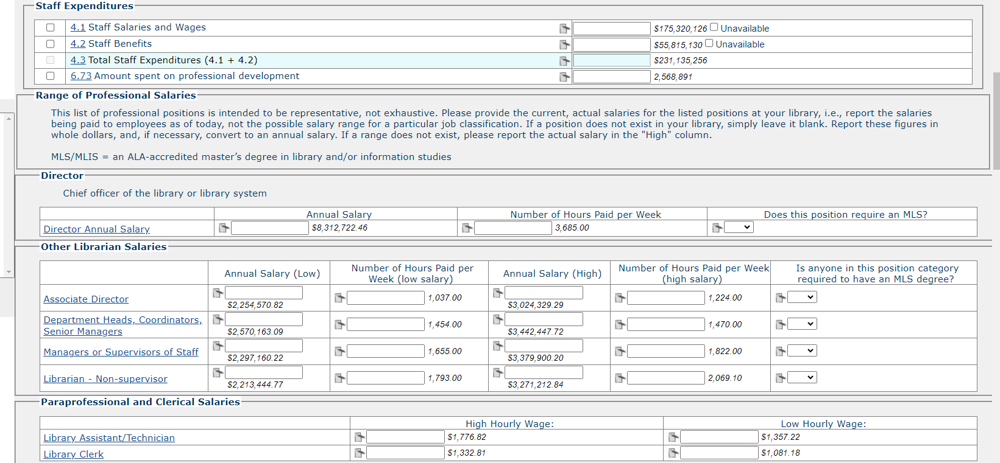 Staff Expenditures
4.1 Staff Salaries and Wages $175,320,126 Unavailable
4.2 Staff Benefits $55,815,130 Unavailable
4.3 Total Staff Expenditures (4.1 + 4.2) $231,135,256
6.73 Amount spent on professional development 2,568,891
Range of Professional Salaries
This list of professional positions is intended to be representative, not exhaustive. Please provide the current, actual salaries for the listed positions at your library, i.e., report the salaries
being paid to employees as of today, not the possible salary range for a particular job classification. If a position does not exist in your library, simply leave it blank. Report these figures in
whole dollars, and, if necessary, convert to an annual salary. If a range does not exist, please report the actual salary in the "High" column.
MLS/MLIS = an ALA-accredited master’s degree in library and/or information studies
Director
Chief officer of the library or library system
Annual Salary Number of Hours Paid per Week Does this position require an MLS?
Director Annual Salary $8,312,722.46 3,685.00
Other Librarian Salaries
Annual Salary (Low) Number of Hours Paid per Week (low salary) Annual Salary (High) Number of Hours Paid per Week (high salary) Is anyone in this position category required to have an MLS degree?
Associate Director $2,254,570.82 1,037.00 $3,024,329.29 1,224.00
Department Heads, Coordinators,
Senior Managers $2,570,163.09 1,454.00 $3,442,447.72 1,470.00
Managers or Supervisors of Staff $2,297,160.22 1,655.00 $3,379,900.20 1,822.00
Librarian - Non-supervisor $2,213,444.77 1,793.00 $3,271,212.84 2,069.10
Paraprofessional and Clerical Salaries
High Hourly Wage: Low Hourly Wage:
Library Assistant/Technician $1,776.82 $1,357.22
Library Clerk $1,332.81 $1,081.18